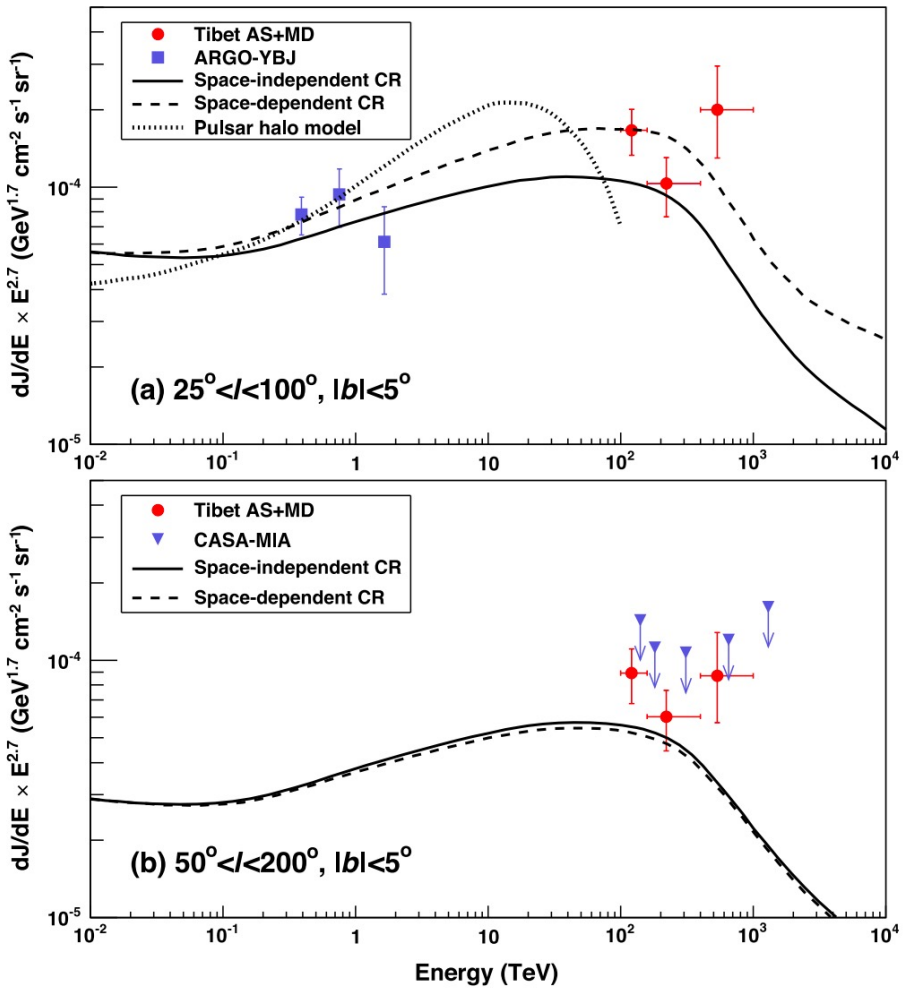 Tibet AS+MD
ARGO-YBJ
Space-independent CR
Space-dependent CR
Pulsar halo model
dJ/dE × E^2.7 (GeV^1.7 cm^-2 s^-1 sr^-1)
10^-4
10^-5
(a) 25°<l<100°, |b|<5°
10^-2 10^-1 1 10 10^2 10^3 10^4
Tibet AS+MD
CASA-MIA
Space-independent CR
Space-dependent CR
dJ/dE × E^2.7 (GeV^1.7 cm^-2 s^-1 sr^-1)
10^-4
10^-5
(b) 50°<l<200°, |b|<5°
10^-2 10^-1 1 10 10^2 10^3 10^4
Energy (TeV)